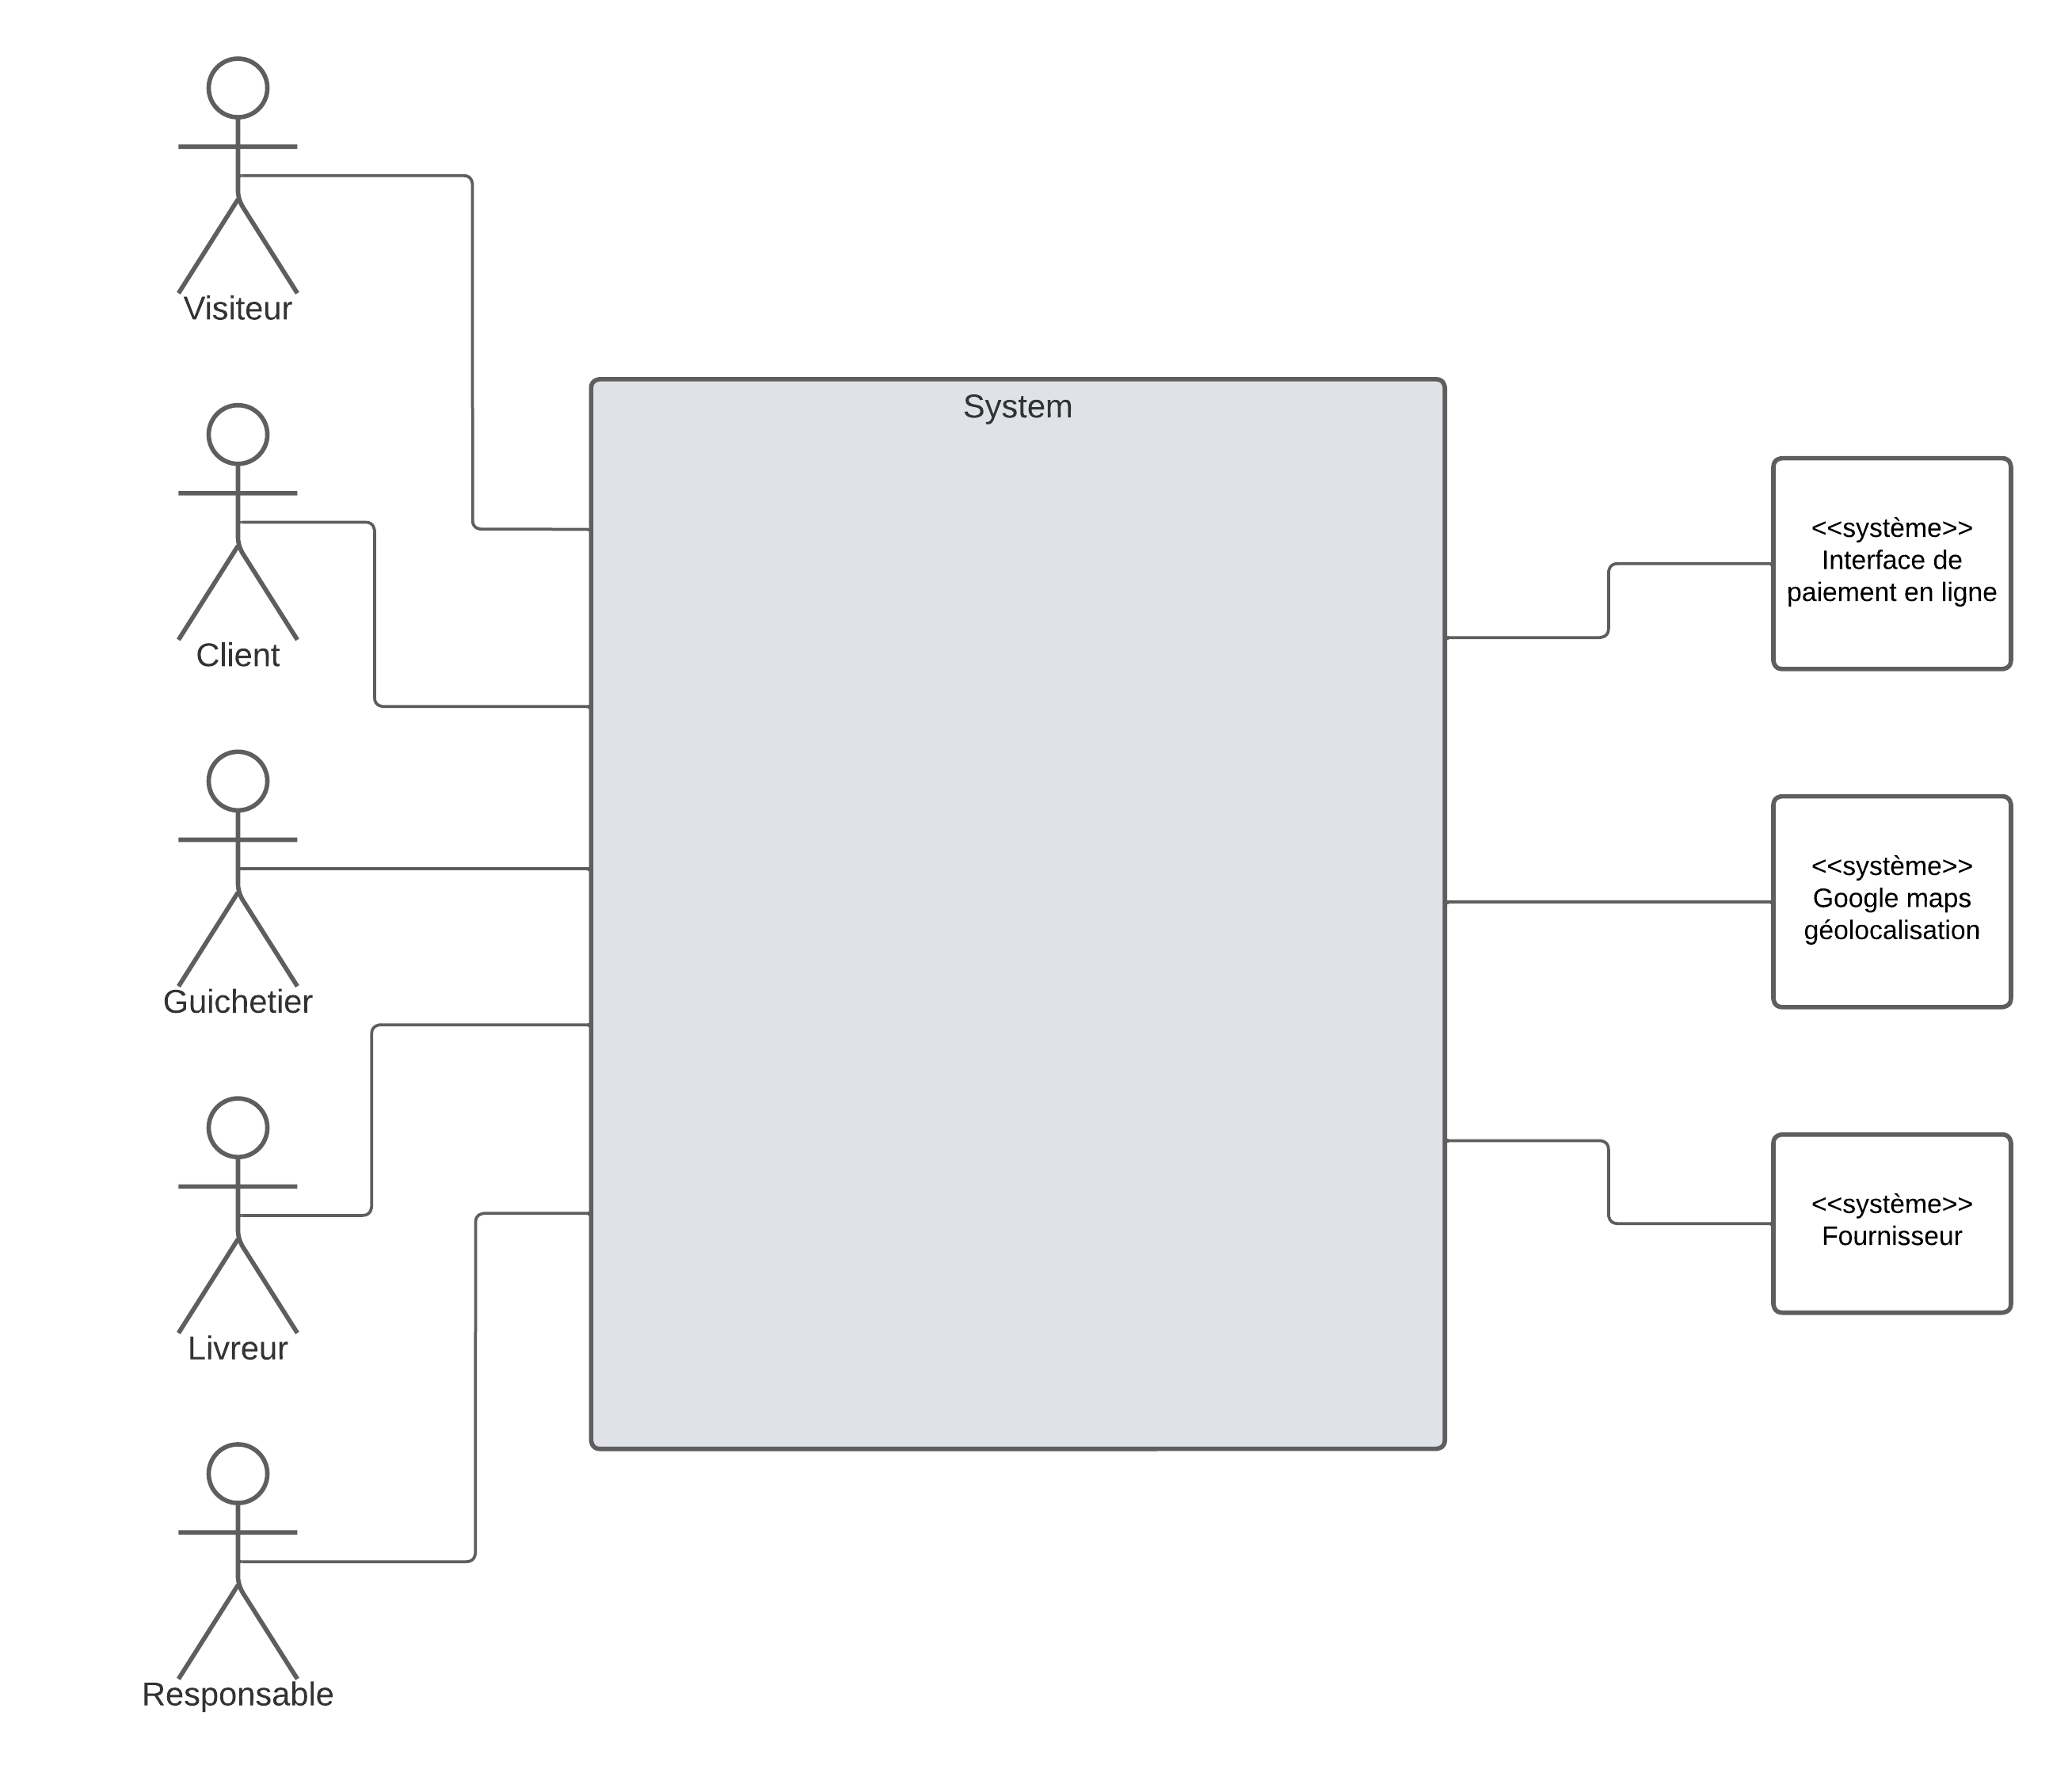 Visiteur
Client
Guichetier
Livreur
Responsable
System
<<système>>
Interface de
paiement en ligne
<<système>>
Google maps
géolocalisation
<<système>>
Fournisseur